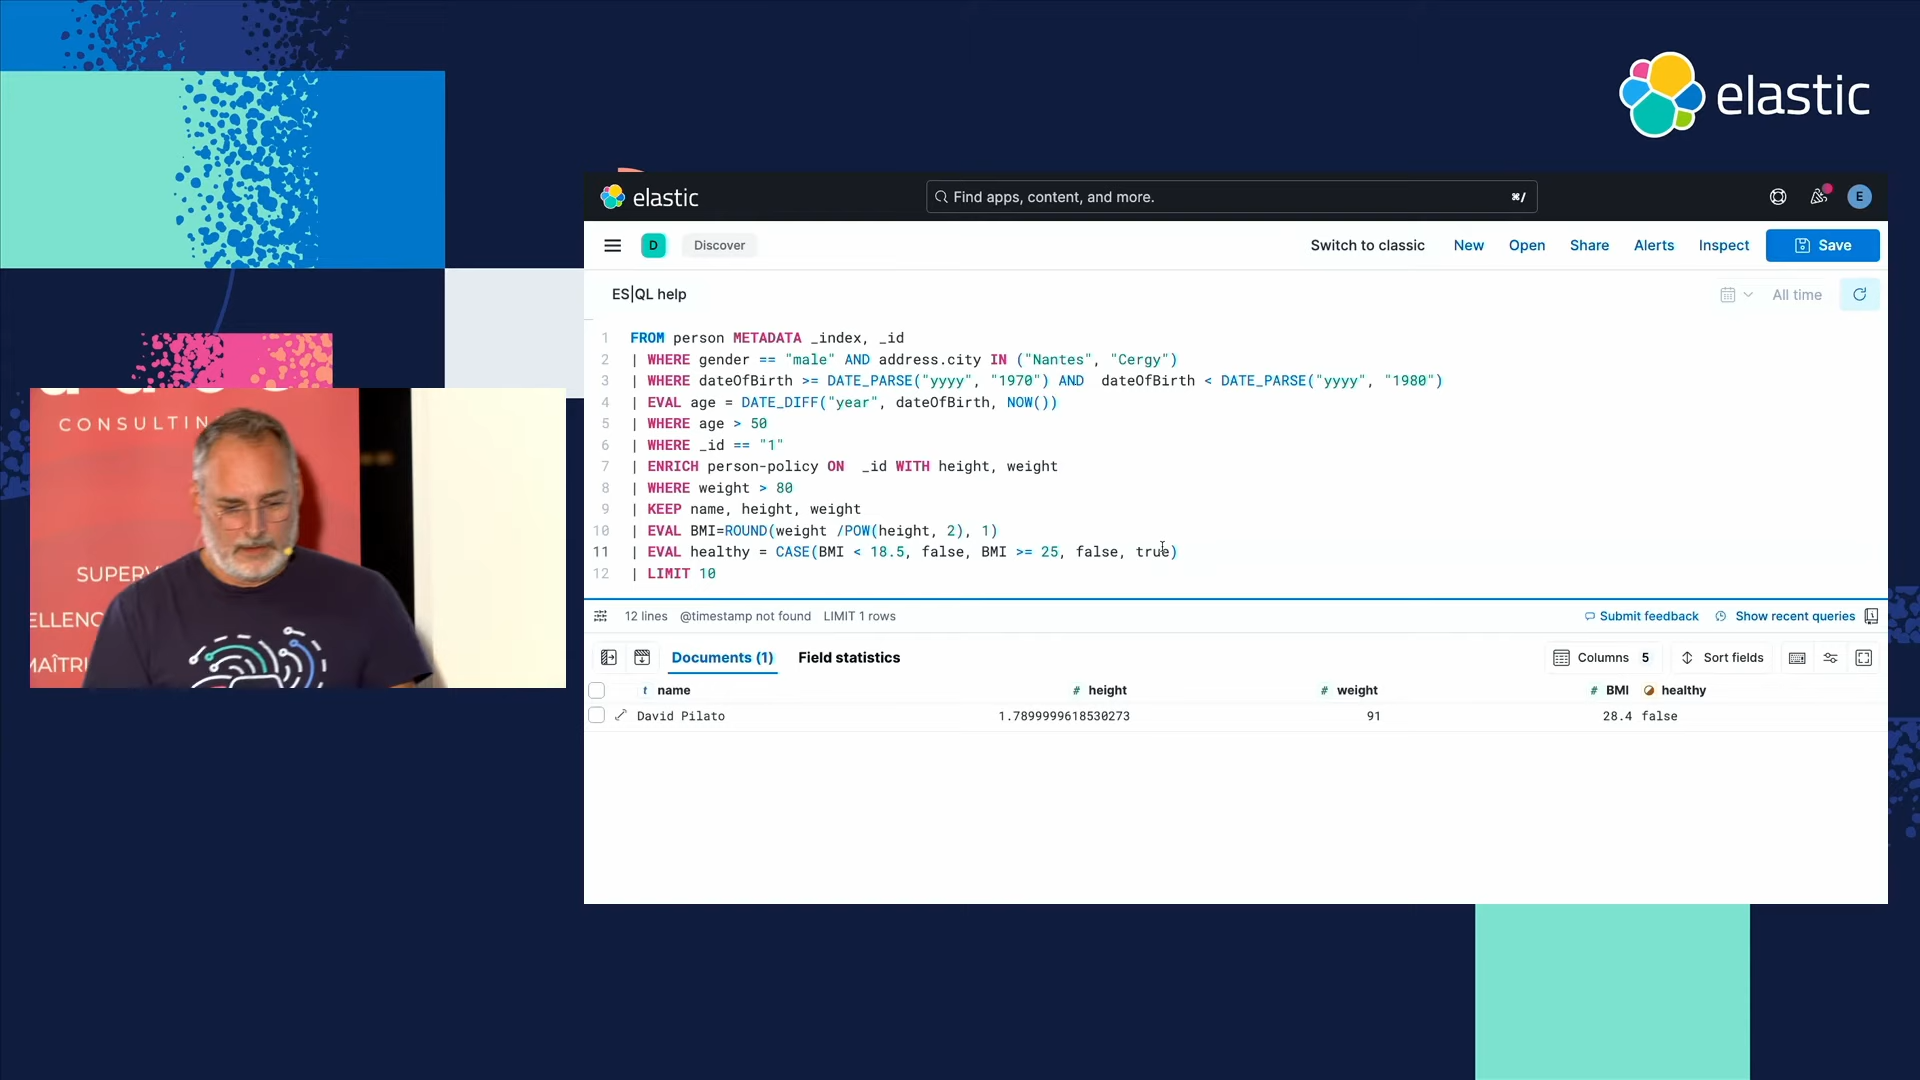 elastic
elastic
Find apps, content, and more.
⌘/
E
D
Discover
Switch to classic
New
Open
Share
Alerts
Inspect
Save
ES|QL help
All time
1 FROM person METADATA _index, _id
2 | WHERE gender == "male" AND address.city IN ("Nantes", "Cergy")
3 | WHERE dateOfBirth >= DATE_PARSE("yyyy", "1970") AND  dateOfBirth < DATE_PARSE("yyyy", "1980")
4 | EVAL age = DATE_DIFF("year", dateOfBirth, NOW())
5 | WHERE age > 50
6 | WHERE _id == "1"
7 | ENRICH person-policy ON  _id WITH height, weight
8 | WHERE weight > 80
9 | KEEP name, height, weight
10 | EVAL BMI=ROUND(weight /POW(height, 2), 1)
11 | EVAL healthy = CASE(BMI < 18.5, false, BMI >= 25, false, true)
12 | LIMIT 10
12 lines @timestamp not found LIMIT 1 rows
Submit feedback
Show recent queries
Documents (1)
Field statistics
Columns 5
Sort fields
t name # height # weight # BMI healthy
David Pilato 1.7899999618530273 91 28.4 false
CONSULTIN
SUPERV
ELLENC
MAÎTRI